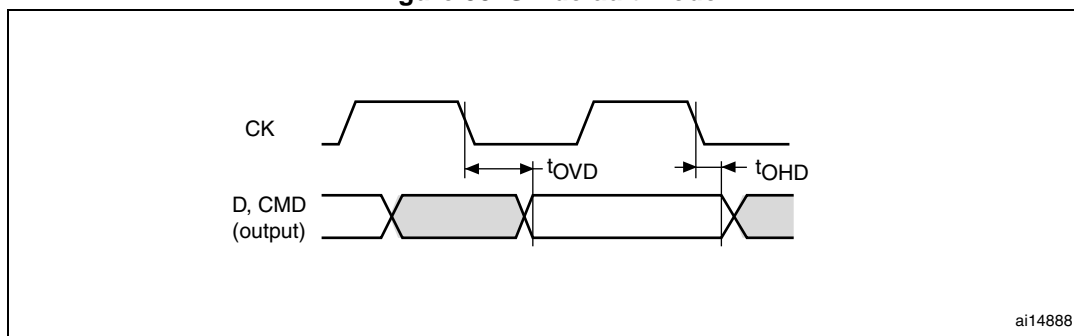 CK
tOVD
tOHD
D, CMD
(output)
ai14888